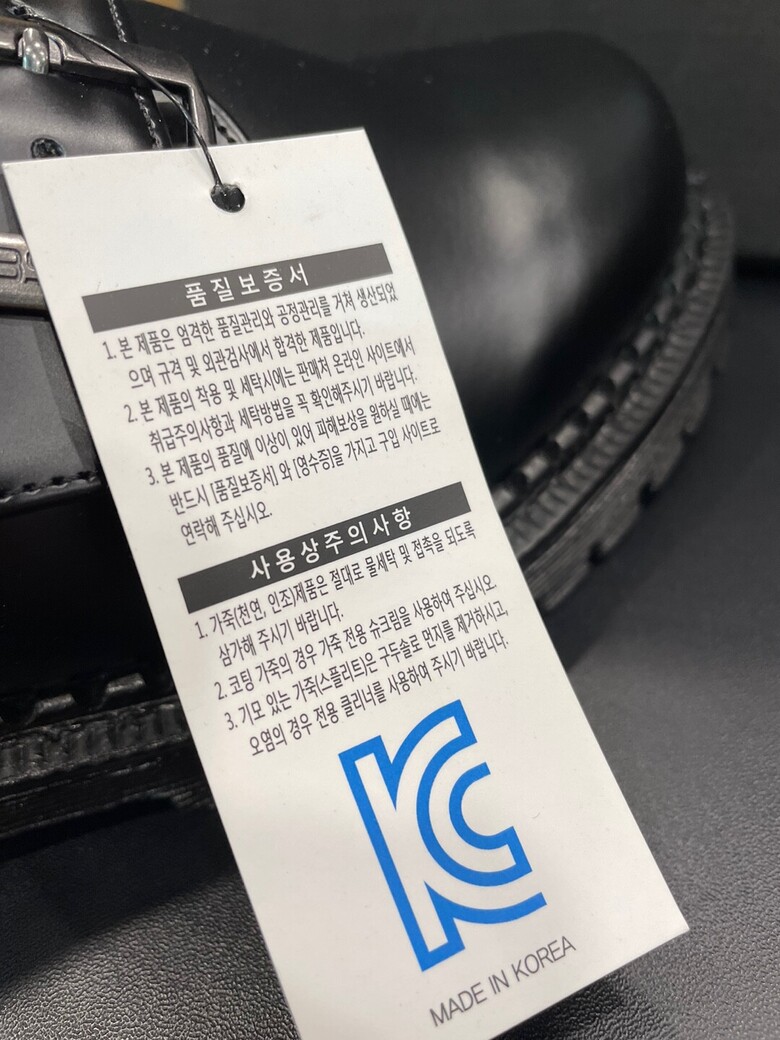 품질보증서
1. 본 제품은 엄격한 품질관리와 공정관리를 거쳐 생산되었
으며 규격 및 외관검사에서 합격한 제품입니다.
2. 본 제품의 착용 및 세탁시에는 판매처 온라인 사이트에서
취급주의사항과 세탁방법을 꼭 확인해주시기 바랍니다.
3. 본 제품의 품질에 이상이 있어 피해보상을 원하실 때에는
반드시 [품질보증서] 와 [영수증]을 가지고 구입 사이트로
연락해 주십시오.
사용상주의사항
1. 가죽(천연, 인조)제품은 절대로 물세탁 및 접촉을 되도록
삼가해 주시기 바랍니다.
2. 코팅 가죽의 경우 가죽 전용 슈크림을 사용하여 주십시오.
3. 기모 있는 가죽(스플리트)은 구두솔로 먼지를 제거하시고,
오염의 경우 전용 클리너를 사용하여 주시기 바랍니다.
KC
MADE IN KOREA